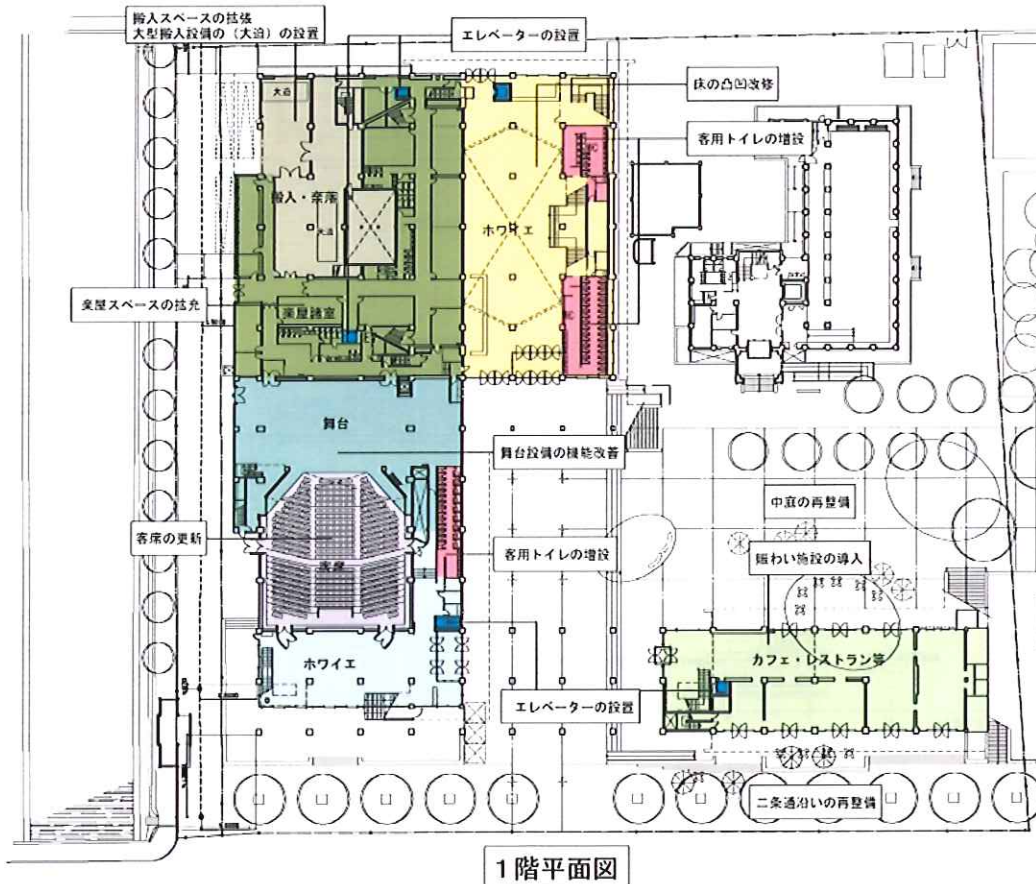 搬入スペースの拡張
大型搬入設備の（大迫）の設置
エレベーターの設置
床の凸凹改修
客用トイレの増設
大迫
搬入・奈落
大迫
ホワイエ
楽屋スペースの拡充
楽屋諸室
舞台
舞台設備の機能改善
中庭の再整備
客席の更新
客席
客用トイレの増設
賑わい施設の導入
ホワイエ
カフェ・レストラン等
エレベーターの設置
二条通沿いの再整備
1階平面図